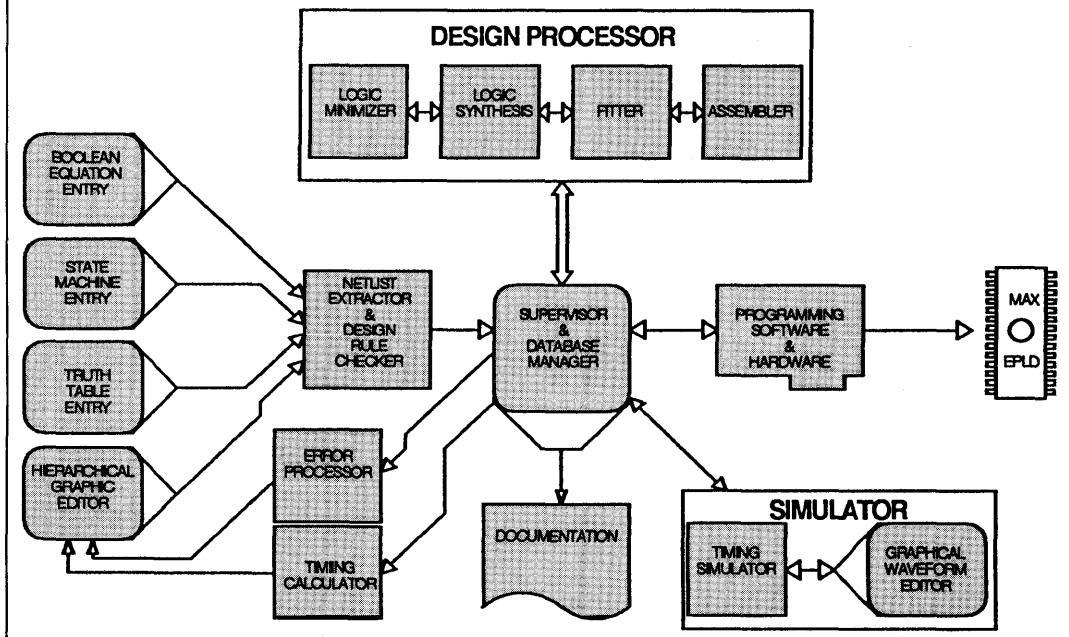 DESIGN PROCESSOR
LOGIC
MINIMIZER
LOGIC
SYNTHESIS
FITTER
ASSEMBLER
BOOLEAN
EQUATION
ENTRY
STATE
MACHINE
ENTRY
TRUTH
TABLE
ENTRY
HIERARCHICAL
GRAPHIC
EDITOR
NETLIST
EXTRACTOR
&
DESIGN
RULE
CHECKER
SUPERVISOR
&
DATABASE
MANAGER
PROGRAMMING
SOFTWARE
&
HARDWARE
MAX
EPLD
ERROR
PROCESSOR
TIMING
CALCULATOR
DOCUMENTATION
SIMULATOR
TIMING
SIMULATOR
GRAPHICAL
WAVEFORM
EDITOR